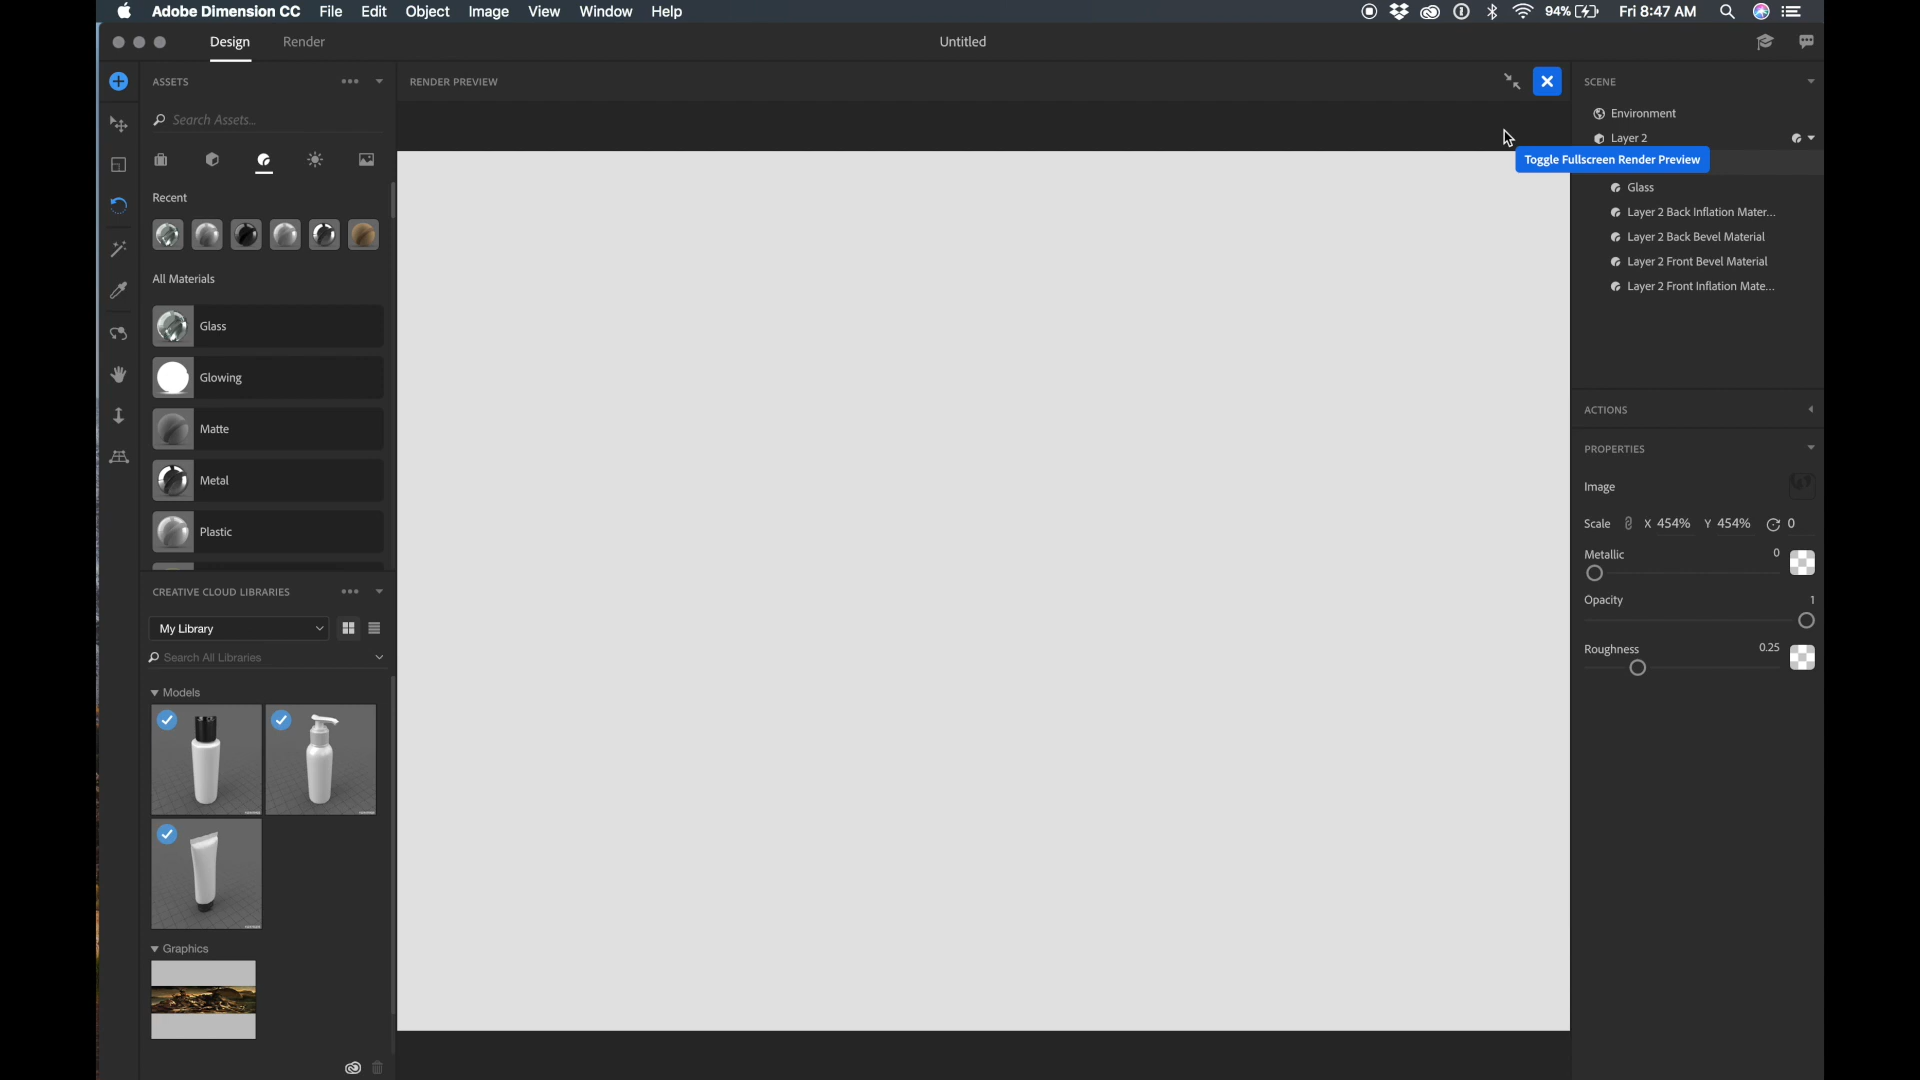 Adobe Dimension CC File Edit Object Image View Window Help
94% Fri 8:47 AM
Design Render
Untitled
ASSETS
Search Assets...
Recent
All Materials
Glass
Glowing
Matte
Metal
Plastic
CREATIVE CLOUD LIBRARIES
My Library
Search All Libraries
Models
Graphics
RENDER PREVIEW
Toggle Fullscreen Render Preview
SCENE
Environment
Layer 2
Glass
Layer 2 Back Inflation Mater...
Layer 2 Back Bevel Material
Layer 2 Front Bevel Material
Layer 2 Front Inflation Mate...
ACTIONS
PROPERTIES
Image
Scale X 454% Y 454% 0
Metallic 0
Opacity 1
Roughness 0.25